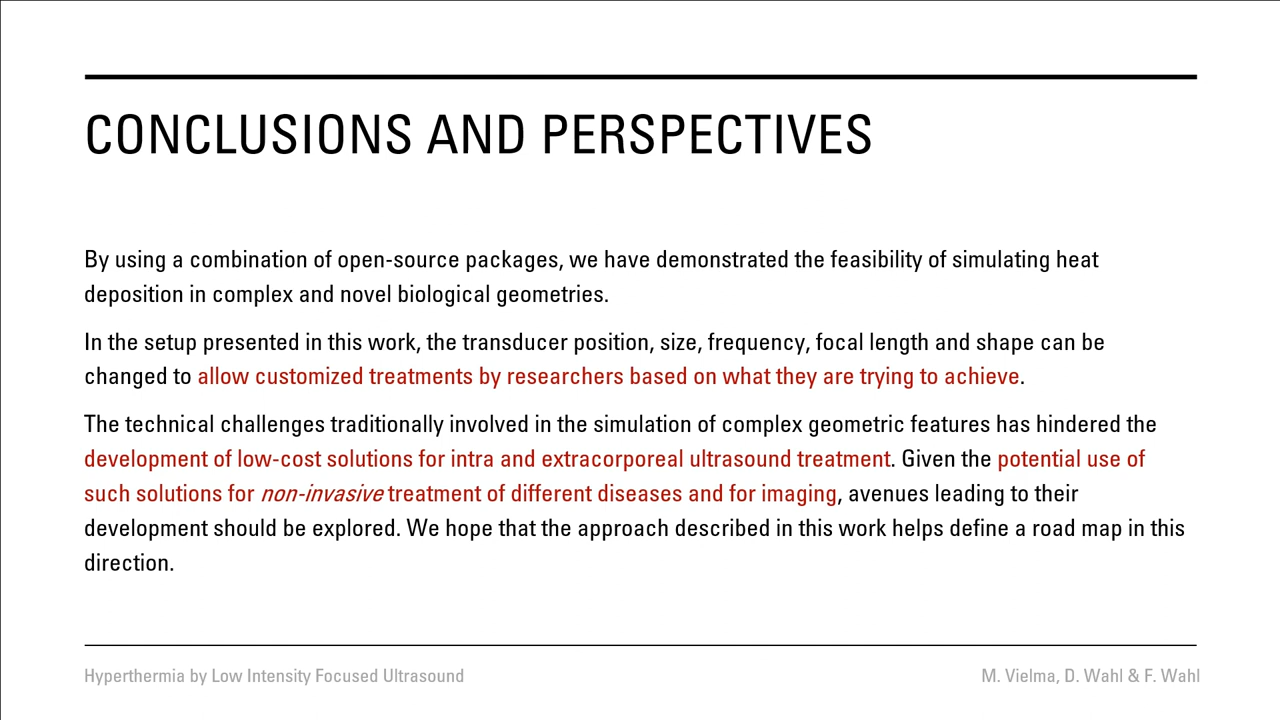 CONCLUSIONS AND PERSPECTIVES
By using a combination of open-source packages, we have demonstrated the feasibility of simulating heat
deposition in complex and novel biological geometries.
In the setup presented in this work, the transducer position, size, frequency, focal length and shape can be
changed to allow customized treatments by researchers based on what they are trying to achieve.
The technical challenges traditionally involved in the simulation of complex geometric features has hindered the
development of low-cost solutions for intra and extracorporeal ultrasound treatment. Given the potential use of
such solutions for non-invasive treatment of different diseases and for imaging, avenues leading to their
development should be explored. We hope that the approach described in this work helps define a road map in this
direction.
Hyperthermia by Low Intensity Focused Ultrasound
M. Vielma, D. Wahl & F. Wahl